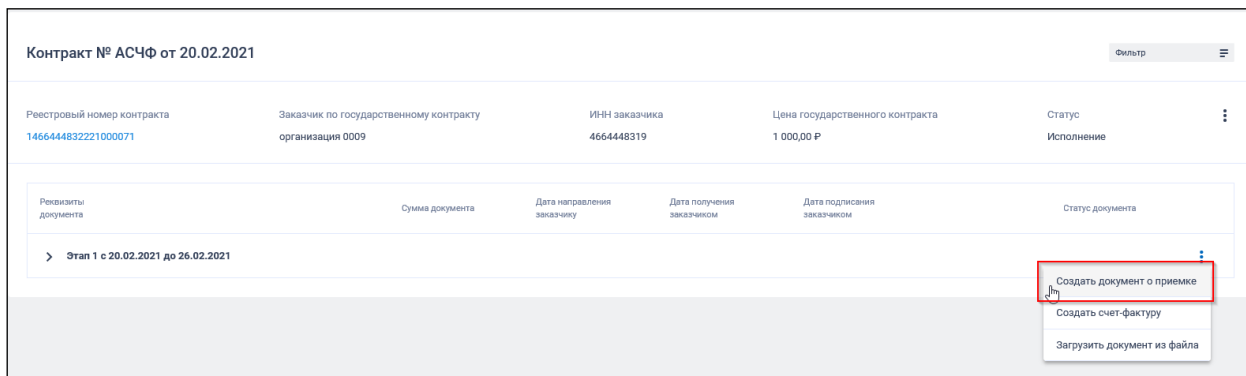 Контракт № АСЧФ от 20.02.2021
Фильтр
Реестровый номер контракта
Заказчик по государственному контракту
ИНН заказчика
Цена государственного контракта
Статус
1466444832221000071
организация 0009
4664448319
1 000,00 ₽
Исполнение
Реквизиты
документа
Сумма документа
Дата направления
заказчику
Дата получения
заказчиком
Дата подписания
заказчиком
Статус документа
Этап 1 с 20.02.2021 до 26.02.2021
Создать документ о приемке
Создать счет-фактуру
Загрузить документ из файла